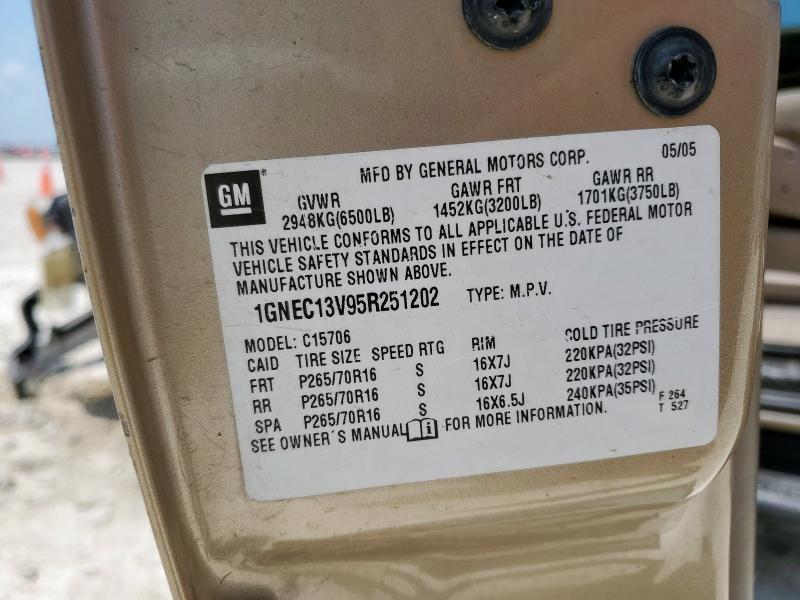 MFD BY GENERAL MOTORS CORP. 05/05
GM ®
GVWR GAWR FRT GAWR RR
2948KG(6500LB) 1452KG(3200LB) 1701KG(3750LB)
THIS VEHICLE CONFORMS TO ALL APPLICABLE U.S. FEDERAL MOTOR
VEHICLE SAFETY STANDARDS IN EFFECT ON THE DATE OF
MANUFACTURE SHOWN ABOVE.
1GNEC13V95R251202 TYPE: M.P.V.
MODEL: C15706
CAID TIRE SIZE SPEED RTG RIM COLD TIRE PRESSURE
FRT P265/70R16 S 16X7J 220KPA(32PSI)
RR P265/70R16 S 16X7J 220KPA(32PSI)
SPA P265/70R16 S 16X6.5J 240KPA(35PSI)
SEE OWNER'S MANUAL i FOR MORE INFORMATION.
F 264
T 527